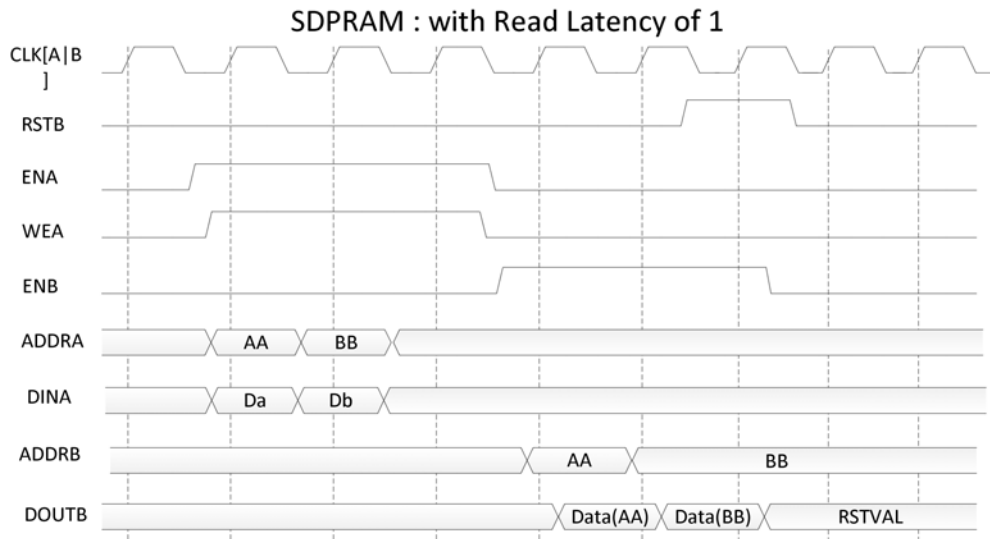 SDPRAM : with Read Latency of 1
CLK[A|B
]
RSTB
ENA
WEA
ENB
ADDRA AA BB
DINA Da Db
ADDRB AA BB
DOUTB Data(AA) Data(BB) RSTVAL